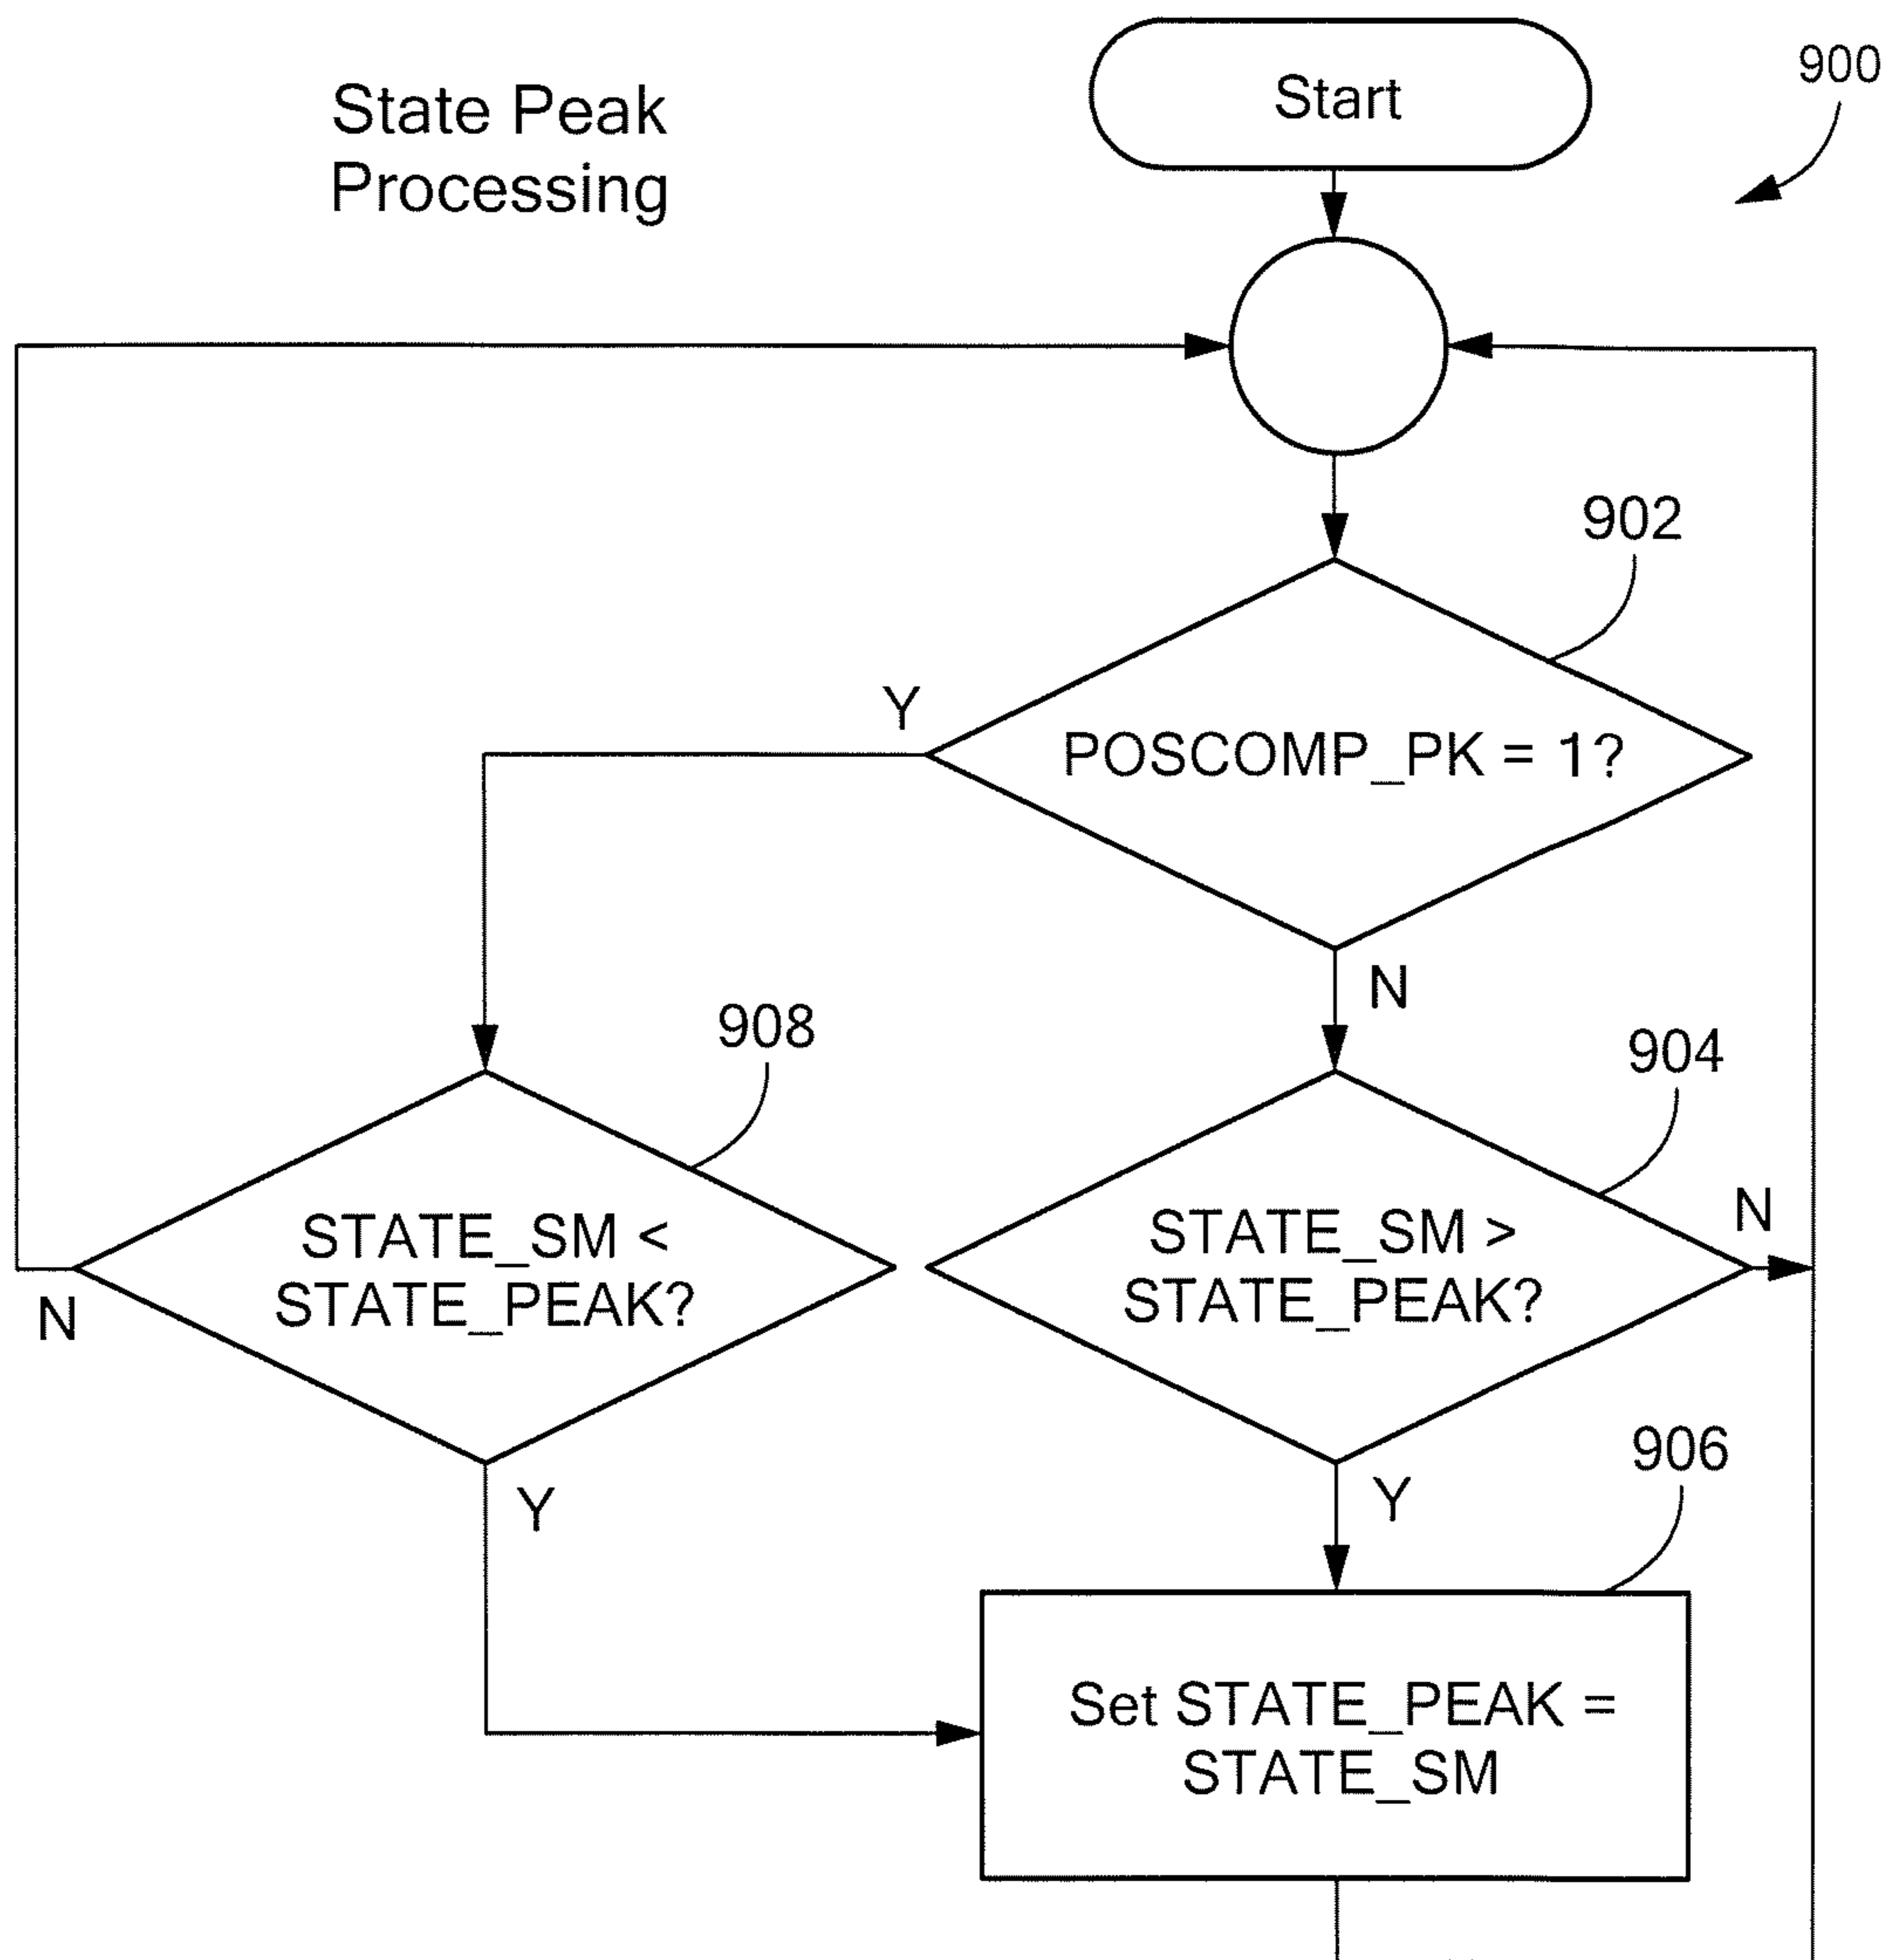 State Peak
Processing
Start
900
902
Y
POSCOMP_PK = 1?
N
908
904
STATE_SM <
STATE_PEAK?
N
STATE_SM >
STATE_PEAK?
N
Y
Y
906
Set STATE_PEAK =
STATE_SM